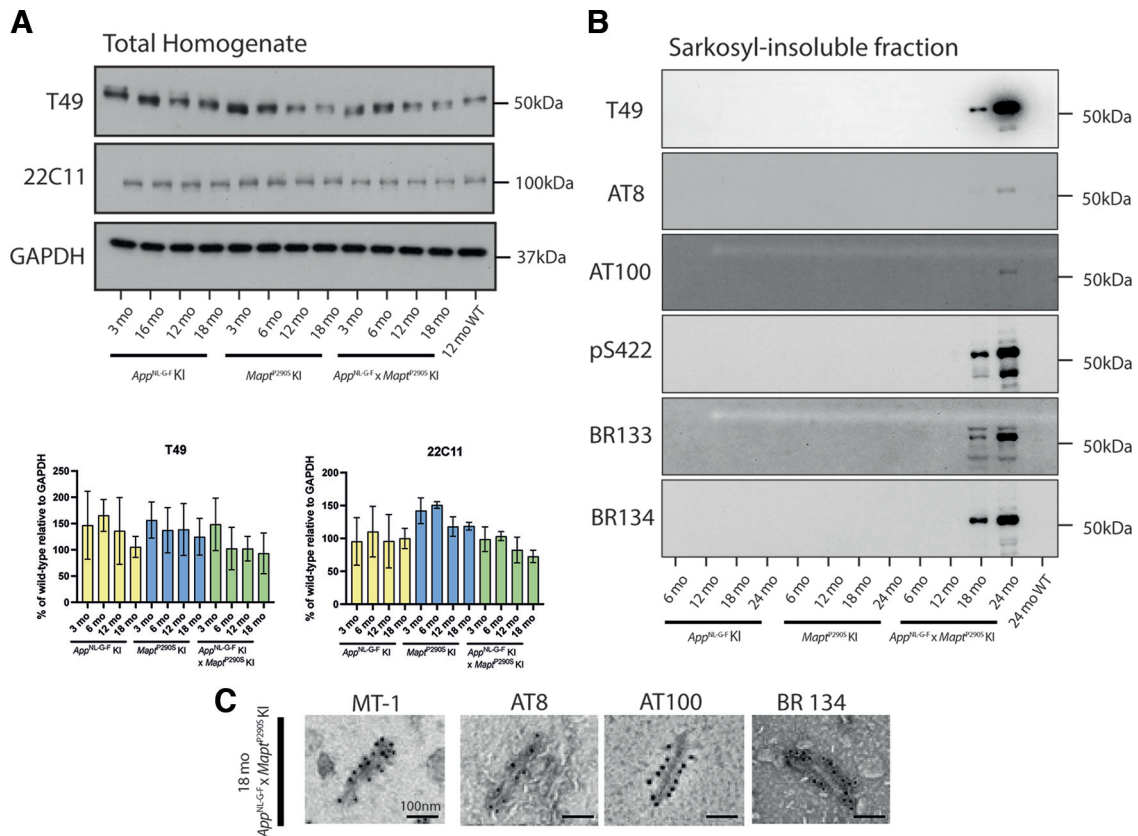 A
Total Homogenate
T49
50kDa
22C11
100kDa
GAPDH
37kDa
3 mo
16 mo
12 mo
18 mo
3 mo
6 mo
12 mo
18 mo
3 mo
6 mo
12 mo
18 mo
12 mo WT
App^NL-G-F KI
Mapt^P290S KI
App^NL-G-F x Mapt^P290S KI
T49
% of wild-type relative to GAPDH
250
200
150
100
50
0
3 mo
6 mo
12 mo
18 mo
3 mo
6 mo
12 mo
18 mo
3 mo
6 mo
12 mo
18 mo
App^NL-G-F KI
Mapt^P290S KI
App^NL-G-F KI
x Mapt^P290S KI
22C11
% of wild-type relative to GAPDH
200
150
100
50
0
3 mo
6 mo
12 mo
18 mo
3 mo
6 mo
12 mo
18 mo
3 mo
6 mo
12 mo
18 mo
App^NL-G-F KI
Mapt^P290S KI
App^NL-G-F KI
x Mapt^P290S KI
B
Sarkosyl-insoluble fraction
T49
50kDa
AT8
50kDa
AT100
50kDa
pS422
50kDa
BR133
50kDa
BR134
50kDa
6 mo
12 mo
18 mo
24 mo
6 mo
12 mo
18 mo
24 mo
6 mo
12 mo
18 mo
24 mo
24 mo WT
App^NL-G-F KI
Mapt^P290S KI
App^NL-G-F x Mapt^P290S KI
C
MT-1
AT8
AT100
BR 134
18 mo
App^NL-G-F x Mapt^P290S KI
100nm